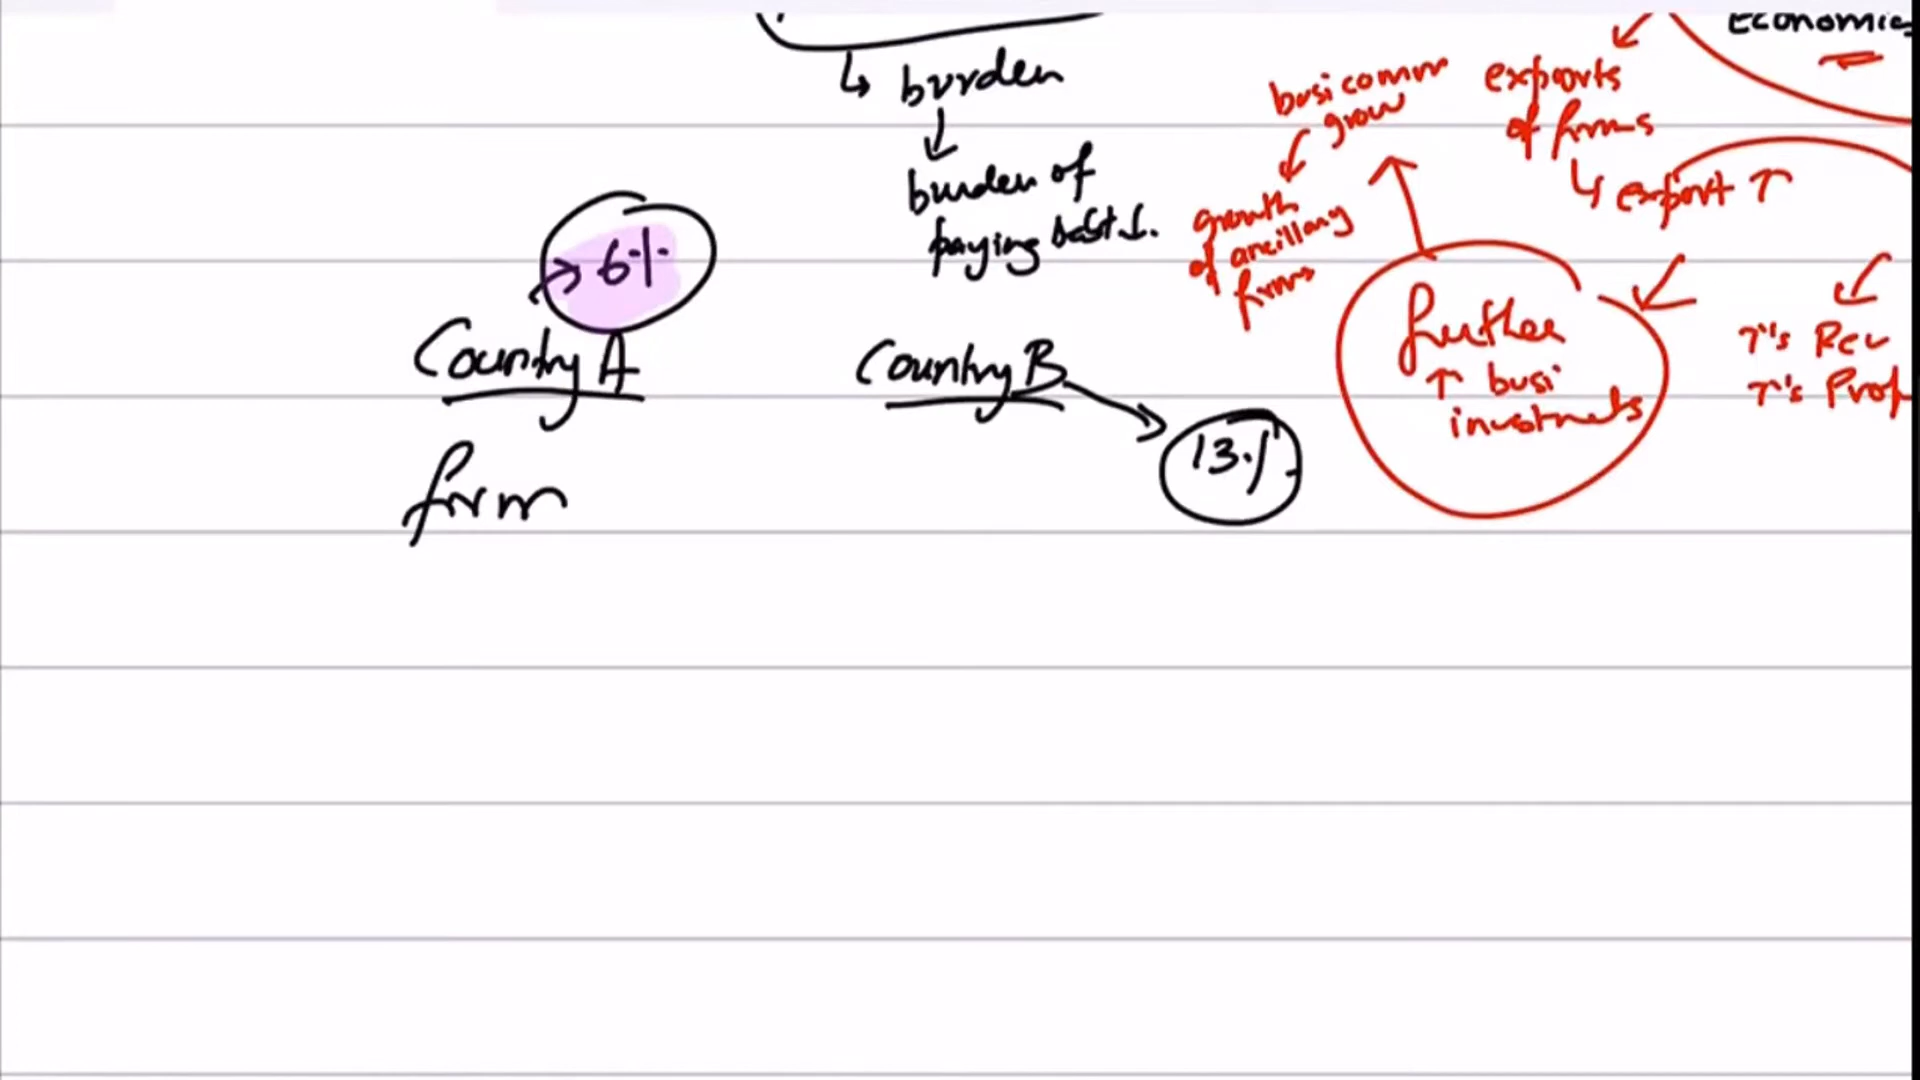 Economics
burden
burden of
paying
busi comm
grow
growth
of ancillary
firms
exports
of firms
export ↑
6%
Country A
firm
Country B
13%
further
↑ busi
investments
↑'s Rev
↑'s Prof